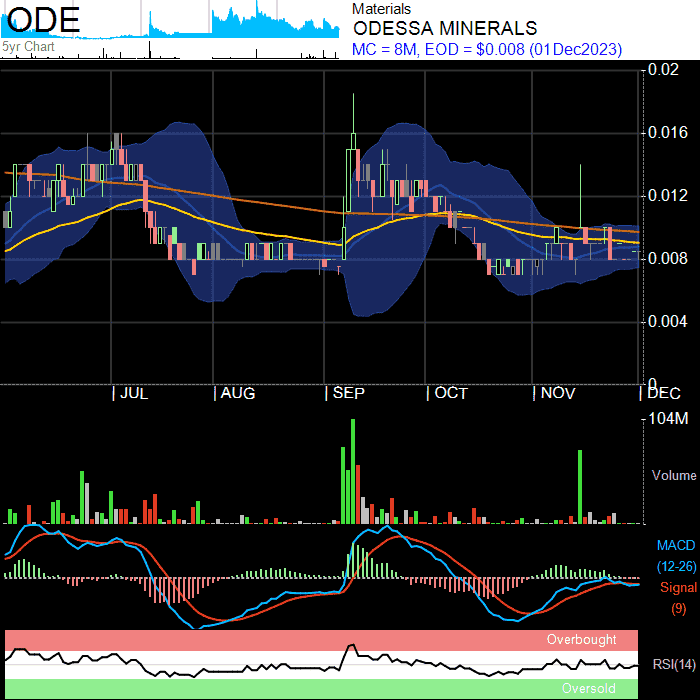 ODE
5yr Chart
Materials
ODESSA MINERALS
MC = 8M, EOD = $0.008 (01Dec2023)
0.02
0.016
0.012
0.008
0.004
0
JUL
AUG
SEP
OCT
NOV
DEC
104M
Volume
MACD
(12-26)
Signal
(9)
Overbought
RSI(14)
Oversold